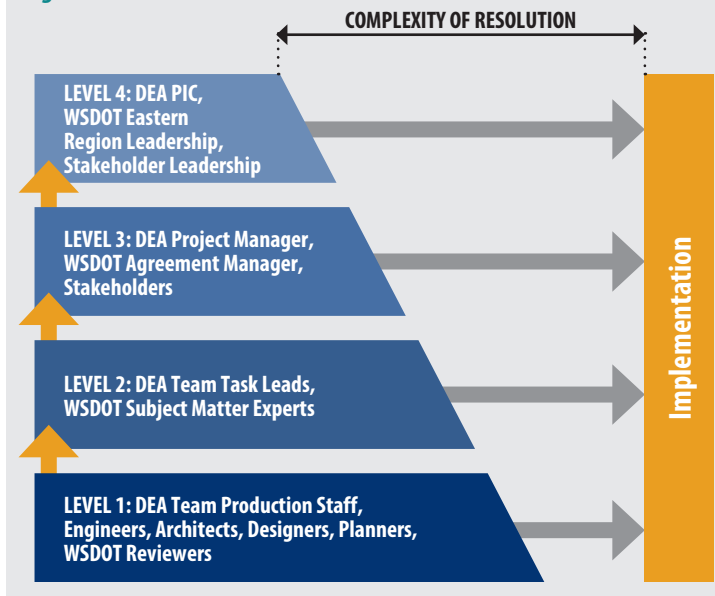 COMPLEXITY OF RESOLUTION
LEVEL 4: DEA PIC,
WSDOT Eastern
Region Leadership,
Stakeholder Leadership
LEVEL 3: DEA Project Manager,
WSDOT Agreement Manager,
Stakeholders
LEVEL 2: DEA Team Task Leads,
WSDOT Subject Matter Experts
LEVEL 1: DEA Team Production Staff,
Engineers, Architects, Designers, Planners,
WSDOT Reviewers
Implementation